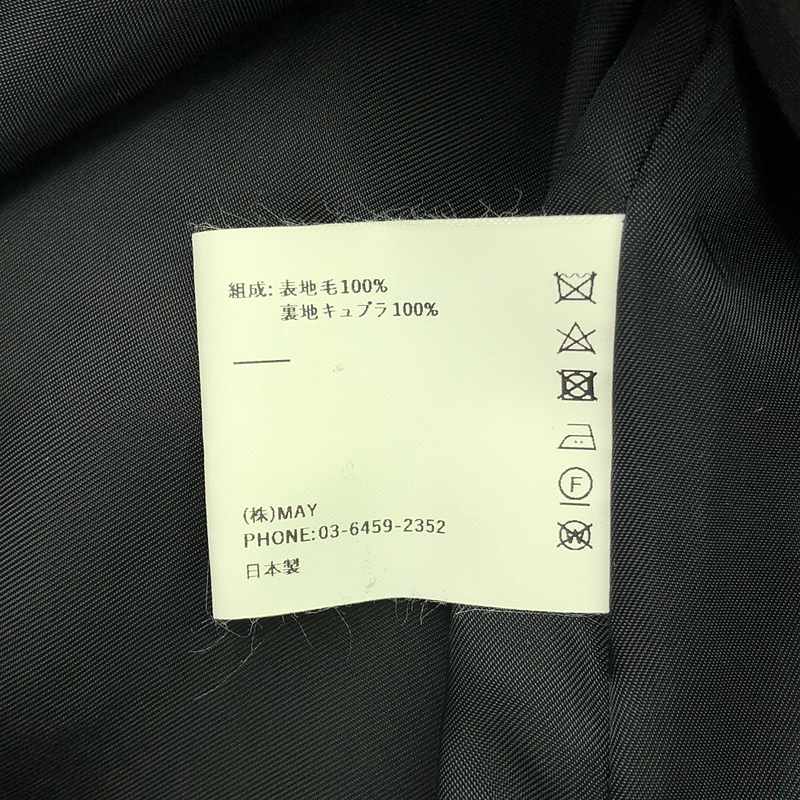 組成: 表地毛100%
裏地キュプラ100%
(株)MAY
PHONE:03-6459-2352
日本製
F
W